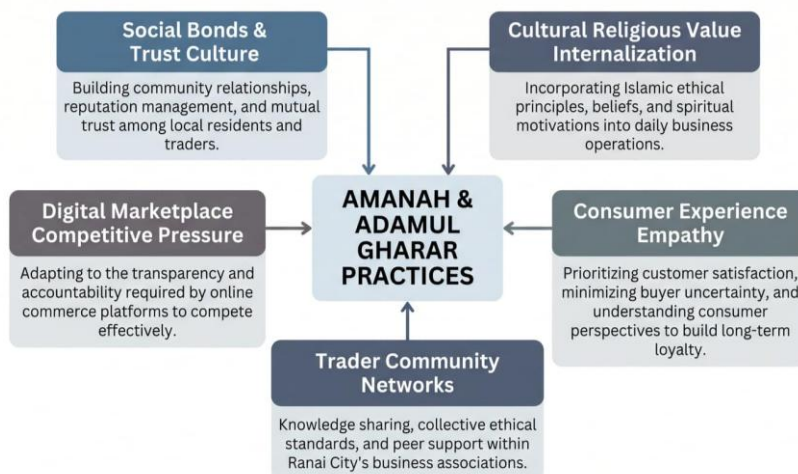 Social Bonds &
Trust Culture
Building community relationships,
reputation management, and mutual
trust among local residents and
traders.
Cultural Religious Value
Internalization
Incorporating Islamic ethical
principles, beliefs, and spiritual
motivations into daily business
operations.
Digital Marketplace
Competitive Pressure
Adapting to the transparency and
accountability required by online
commerce platforms to compete
effectively.
AMANAH &
ADAMUL
GHARAR
PRACTICES
Consumer Experience
Empathy
Prioritizing customer satisfaction,
minimizing buyer uncertainty, and
understanding consumer
perspectives to build long-term
loyalty.
Trader Community
Networks
Knowledge sharing, collective ethical
standards, and peer support within
Ranai City's business associations.